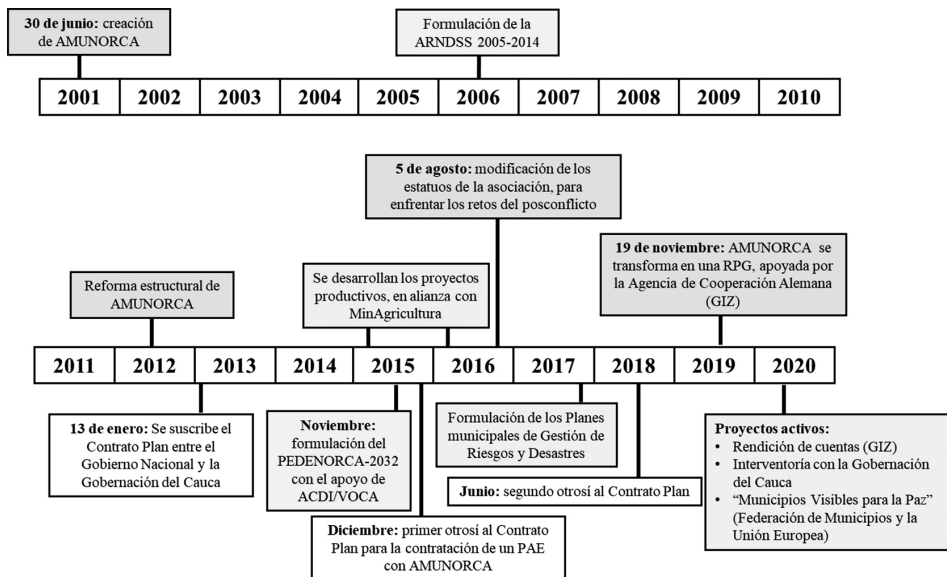 30 de junio: creación
de AMUNORCA
Formulación de la
ARNDSS 2005-2014
2001 2002 2003 2004 2005 2006 2007 2008 2009 2010
5 de agosto: modificación de los
estatuos de la asociación, para
enfrentar los retos del posconflicto
19 de noviembre: AMUNORCA se
transforma en una RPG, apoyada por
la Agencia de Cooperación Alemana
(GIZ)
Reforma estructural de
AMUNORCA
Se desarrollan los proyectos
productivos, en alianza con
MinAgricultura
2011 2012 2013 2014 2015 2016 2017 2018 2019 2020
13 de enero: Se suscribe el
Contrato Plan entre el
Gobierno Nacional y la
Gobernación del Cauca
Noviembre:
formulación del
PEDENORCA-2032
con el apoyo de
ACDI/VOCA
Formulación de los Planes
municipales de Gestión de
Riesgos y Desastres
Proyectos activos:
• Rendición de cuentas (GIZ)
• Interventoría con la Gobernación
del Cauca
• “Municipios Visibles para la Paz”
(Federación de Municipios y la
Unión Europea)
Junio: segundo otrosí al Contrato Plan
Diciembre: primer otrosí al Contrato
Plan para la contratación de un PAE
con AMUNORCA